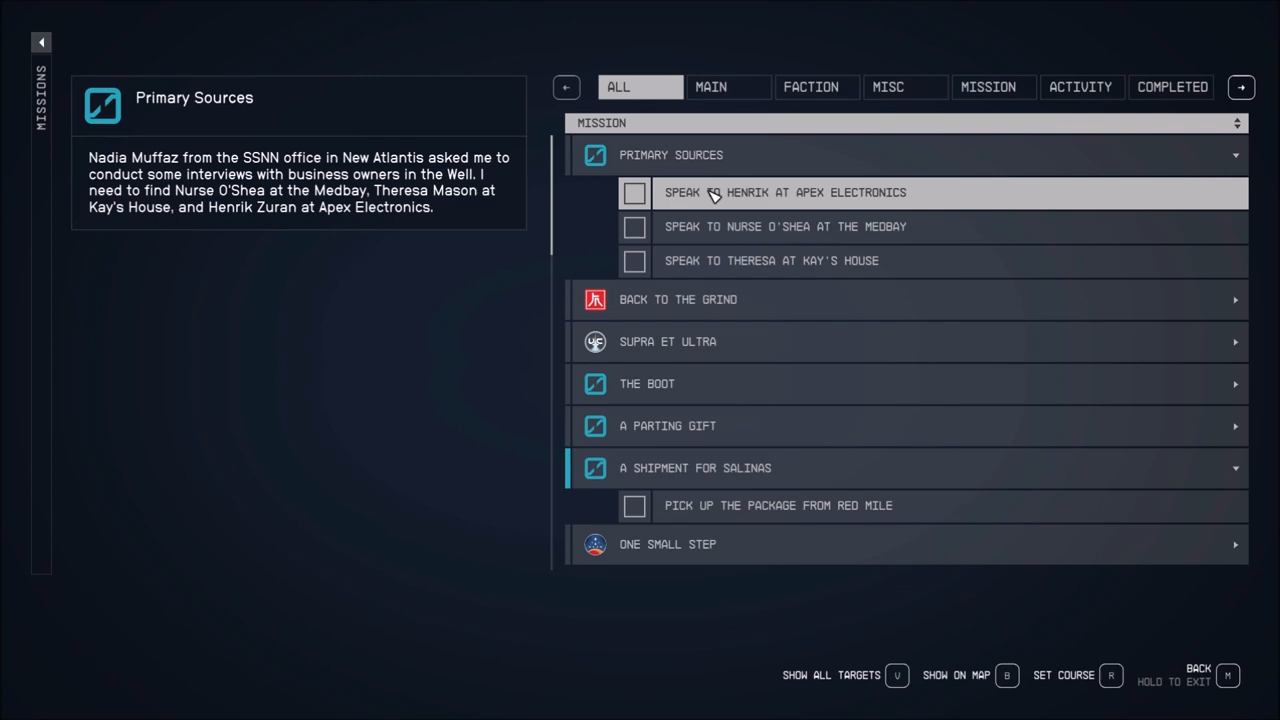 MISSIONS
Primary Sources
Nadia Muffaz from the SSNN office in New Atlantis asked me to
conduct some interviews with business owners in the Well. I
need to find Nurse O'Shea at the Medbay, Theresa Mason at
Kay's House, and Henrik Zuran at Apex Electronics.
ALL MAIN FACTION MISC MISSION ACTIVITY COMPLETED
MISSION
PRIMARY SOURCES
SPEAK TO HENRIK AT APEX ELECTRONICS
SPEAK TO NURSE O'SHEA AT THE MEDBAY
SPEAK TO THERESA AT KAY'S HOUSE
BACK TO THE GRIND
UC
SUPRA ET ULTRA
THE BOOT
A PARTING GIFT
A SHIPMENT FOR SALINAS
PICK UP THE PACKAGE FROM RED MILE
ONE SMALL STEP
SHOW ALL TARGETS V SHOW ON MAP B SET COURSE R BACK M
HOLD TO EXIT